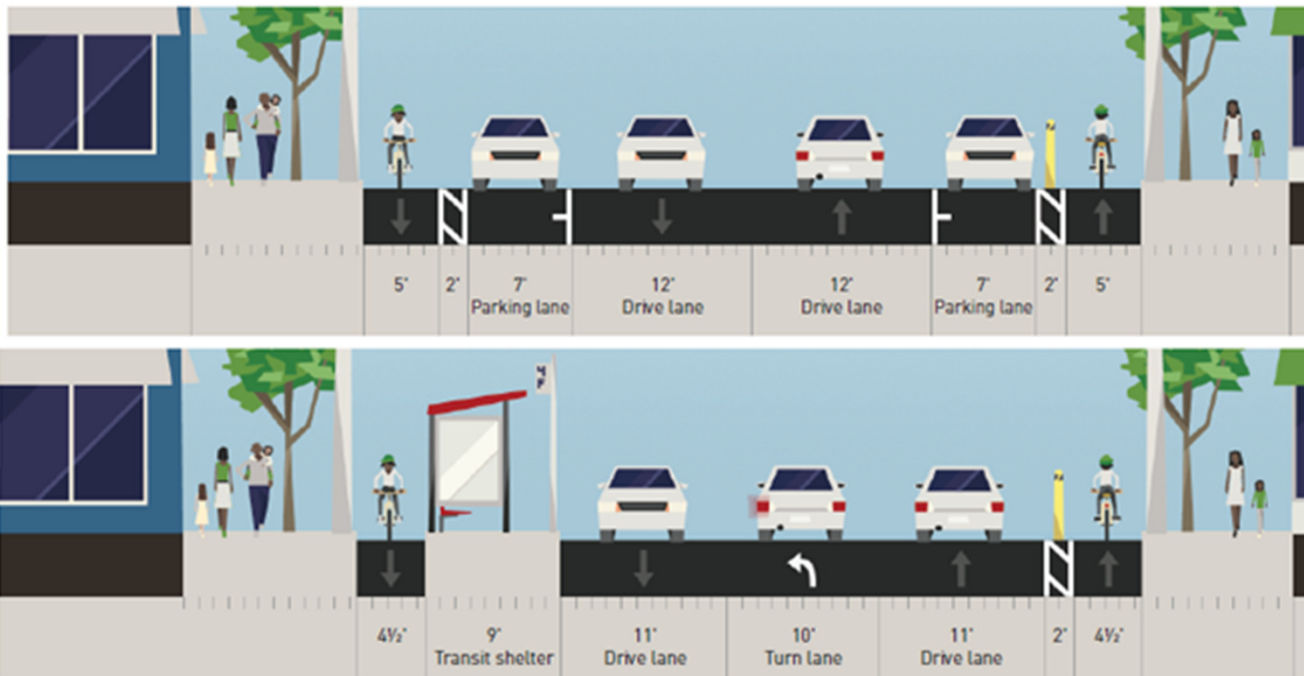 5' 2' 7' 12' 12' 7' 2' 5'
Parking lane Drive lane Drive lane Parking lane
4½' 9' 11' 10' 11' 2' 4½'
Transit shelter Drive lane Turn lane Drive lane